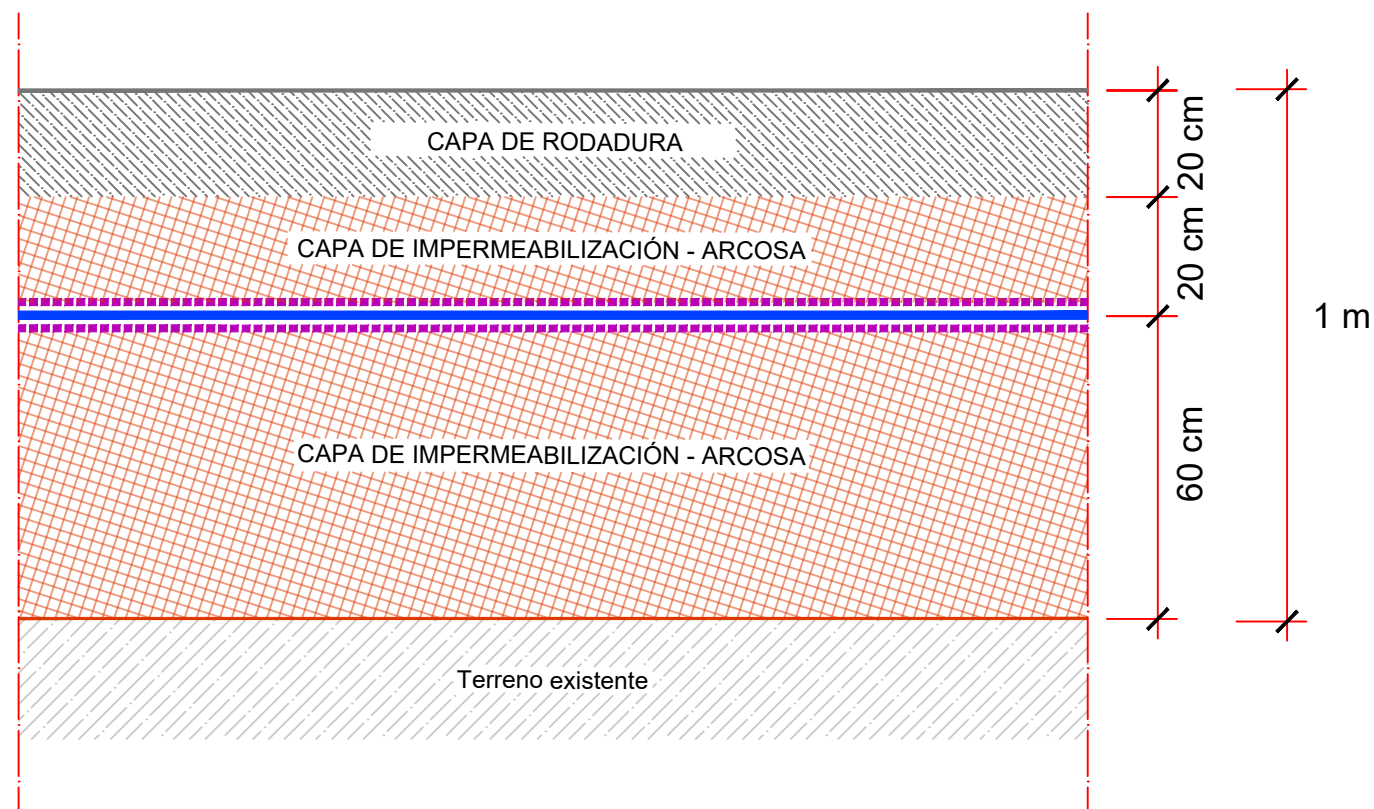 CAPA DE RODADURA
20 cm
CAPA DE IMPERMEABILIZACIÓN - ARCOSA
20 cm
1 m
CAPA DE IMPERMEABILIZACIÓN - ARCOSA
60 cm
Terreno existente